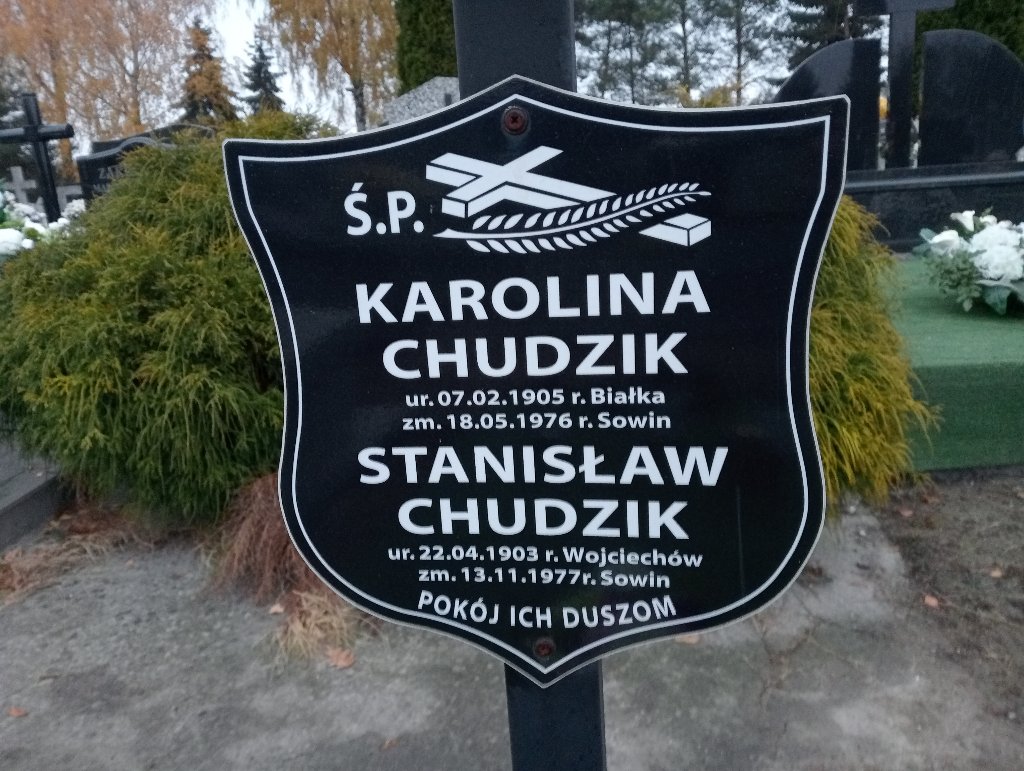 Ś.P.
KAROLINA
CHUDZIK
ur. 07.02.1905 r. Białka
zm. 18.05.1976 r. Sowin
STANISŁAW
CHUDZIK
ur. 22.04.1903 r. Wojciechów
zm. 13.11.1977r. Sowin
POKÓJ ICH DUSZOM